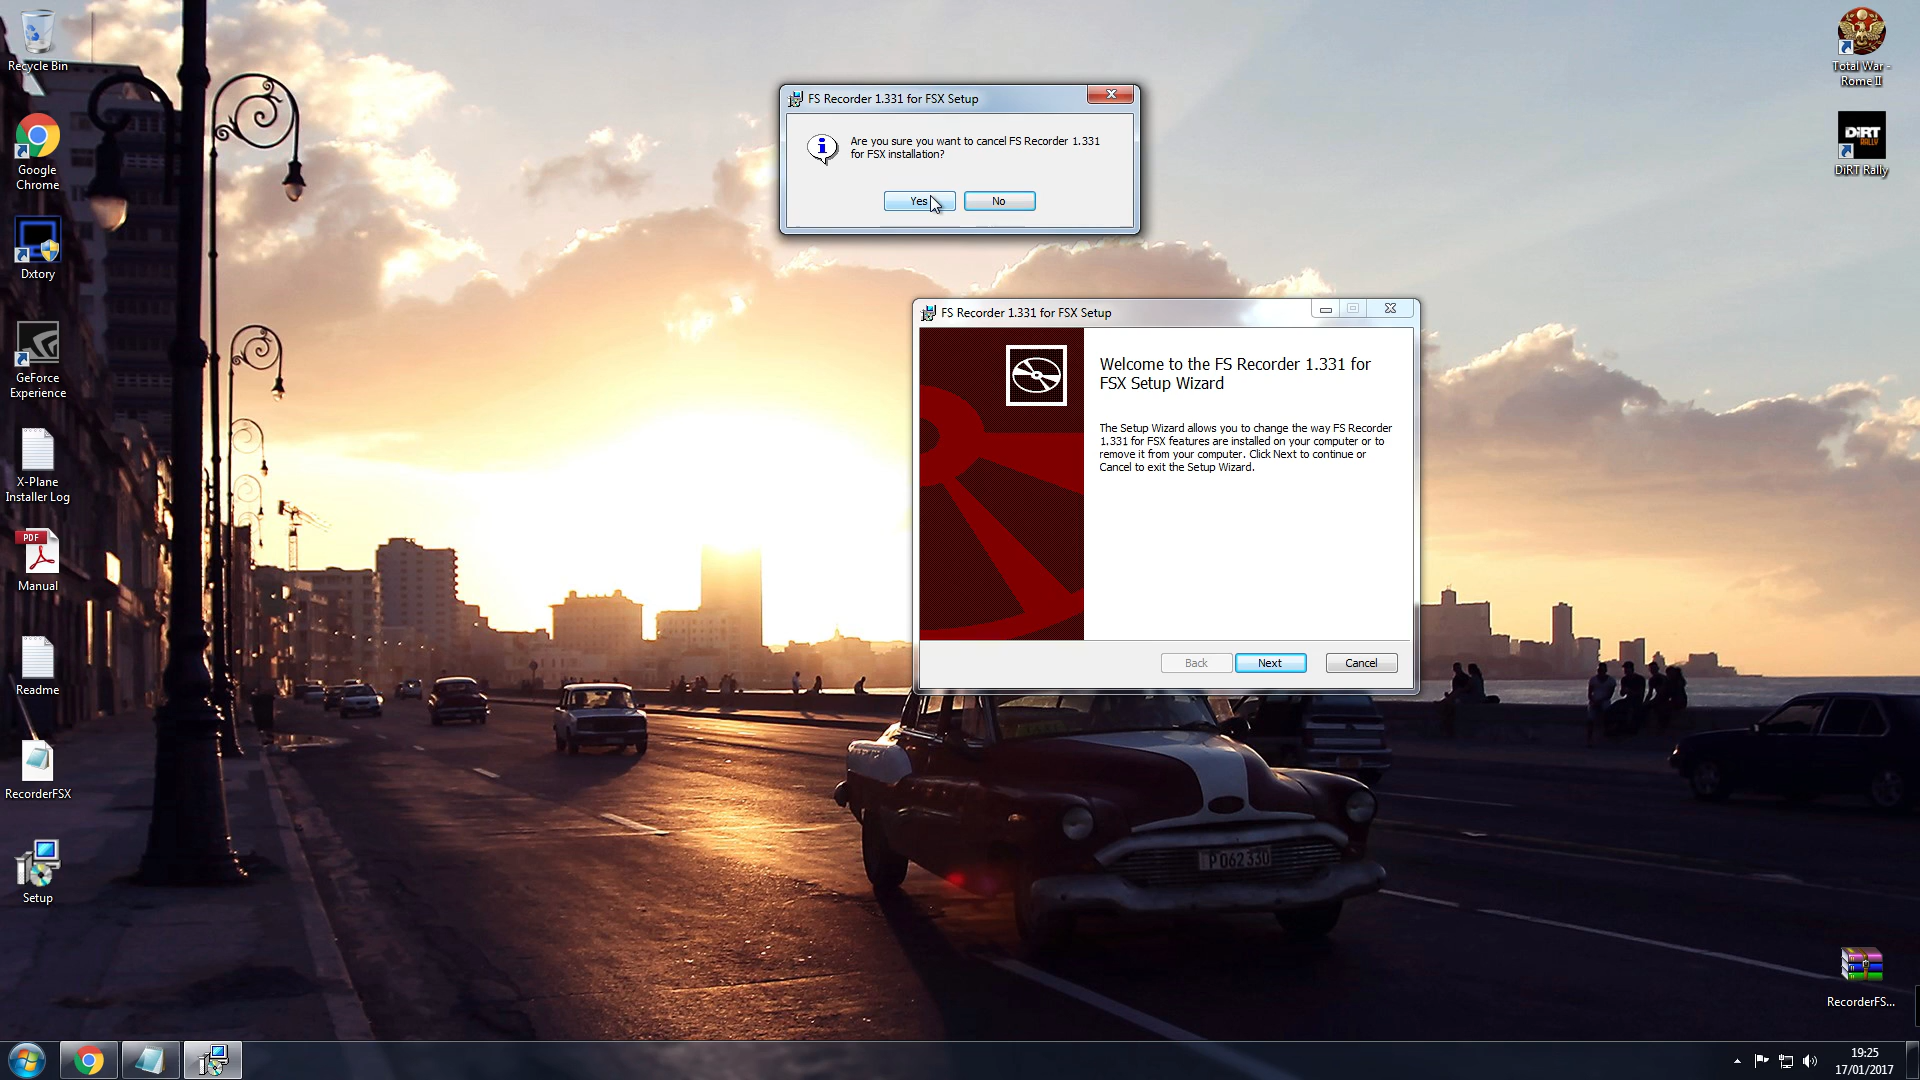 Recycle Bin
Google
Chrome
Dxtory
GeForce
Experience
X-Plane
Installer Log
PDF
Manual
Readme
RecorderFSX
Setup
FS Recorder 1.331 for FSX Setup
Are you sure you want to cancel FS Recorder 1.331
for FSX installation?
Yes
No
FS Recorder 1.331 for FSX Setup
Welcome to the FS Recorder 1.331 for
FSX Setup Wizard
The Setup Wizard allows you to change the way FS Recorder
1.331 for FSX features are installed on your computer or to
remove it from your computer. Click Next to continue or
Cancel to exit the Setup Wizard.
Back
Next
Cancel
P 062 330
Total War -
Rome II
DiRT
RALLY
DiRT Rally
RecorderFS...
19:25
17/01/2017